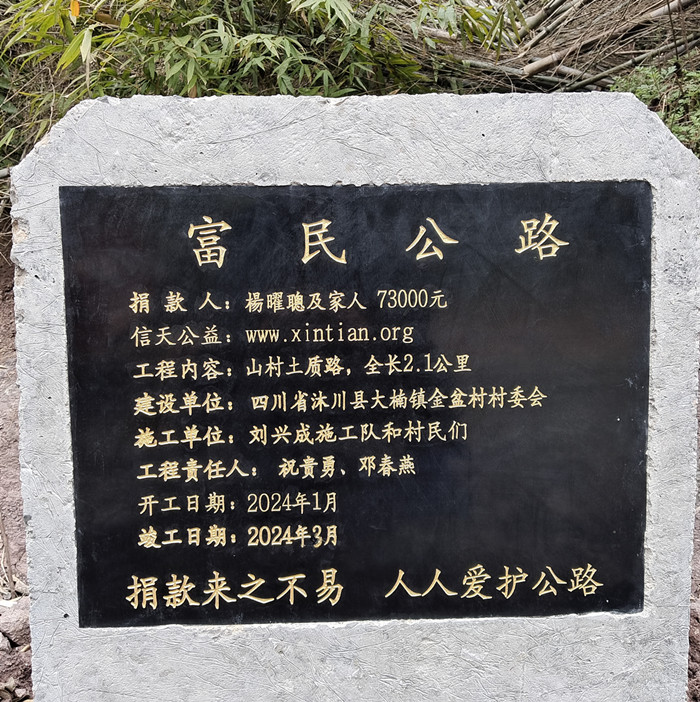 富民公路
捐款人：楊曜聰及家人 73000元
信天公益：www.xintian.org
工程内容：山村土质路，全长2.1公里
建设单位：四川省沐川县大楠镇金盆村村委会
施工单位：刘兴成施工队和村民们
工程责任人：祝贵勇、邓春燕
开工日期：2024年1月
竣工日期：2024年3月
捐款来之不易 人人爱护公路